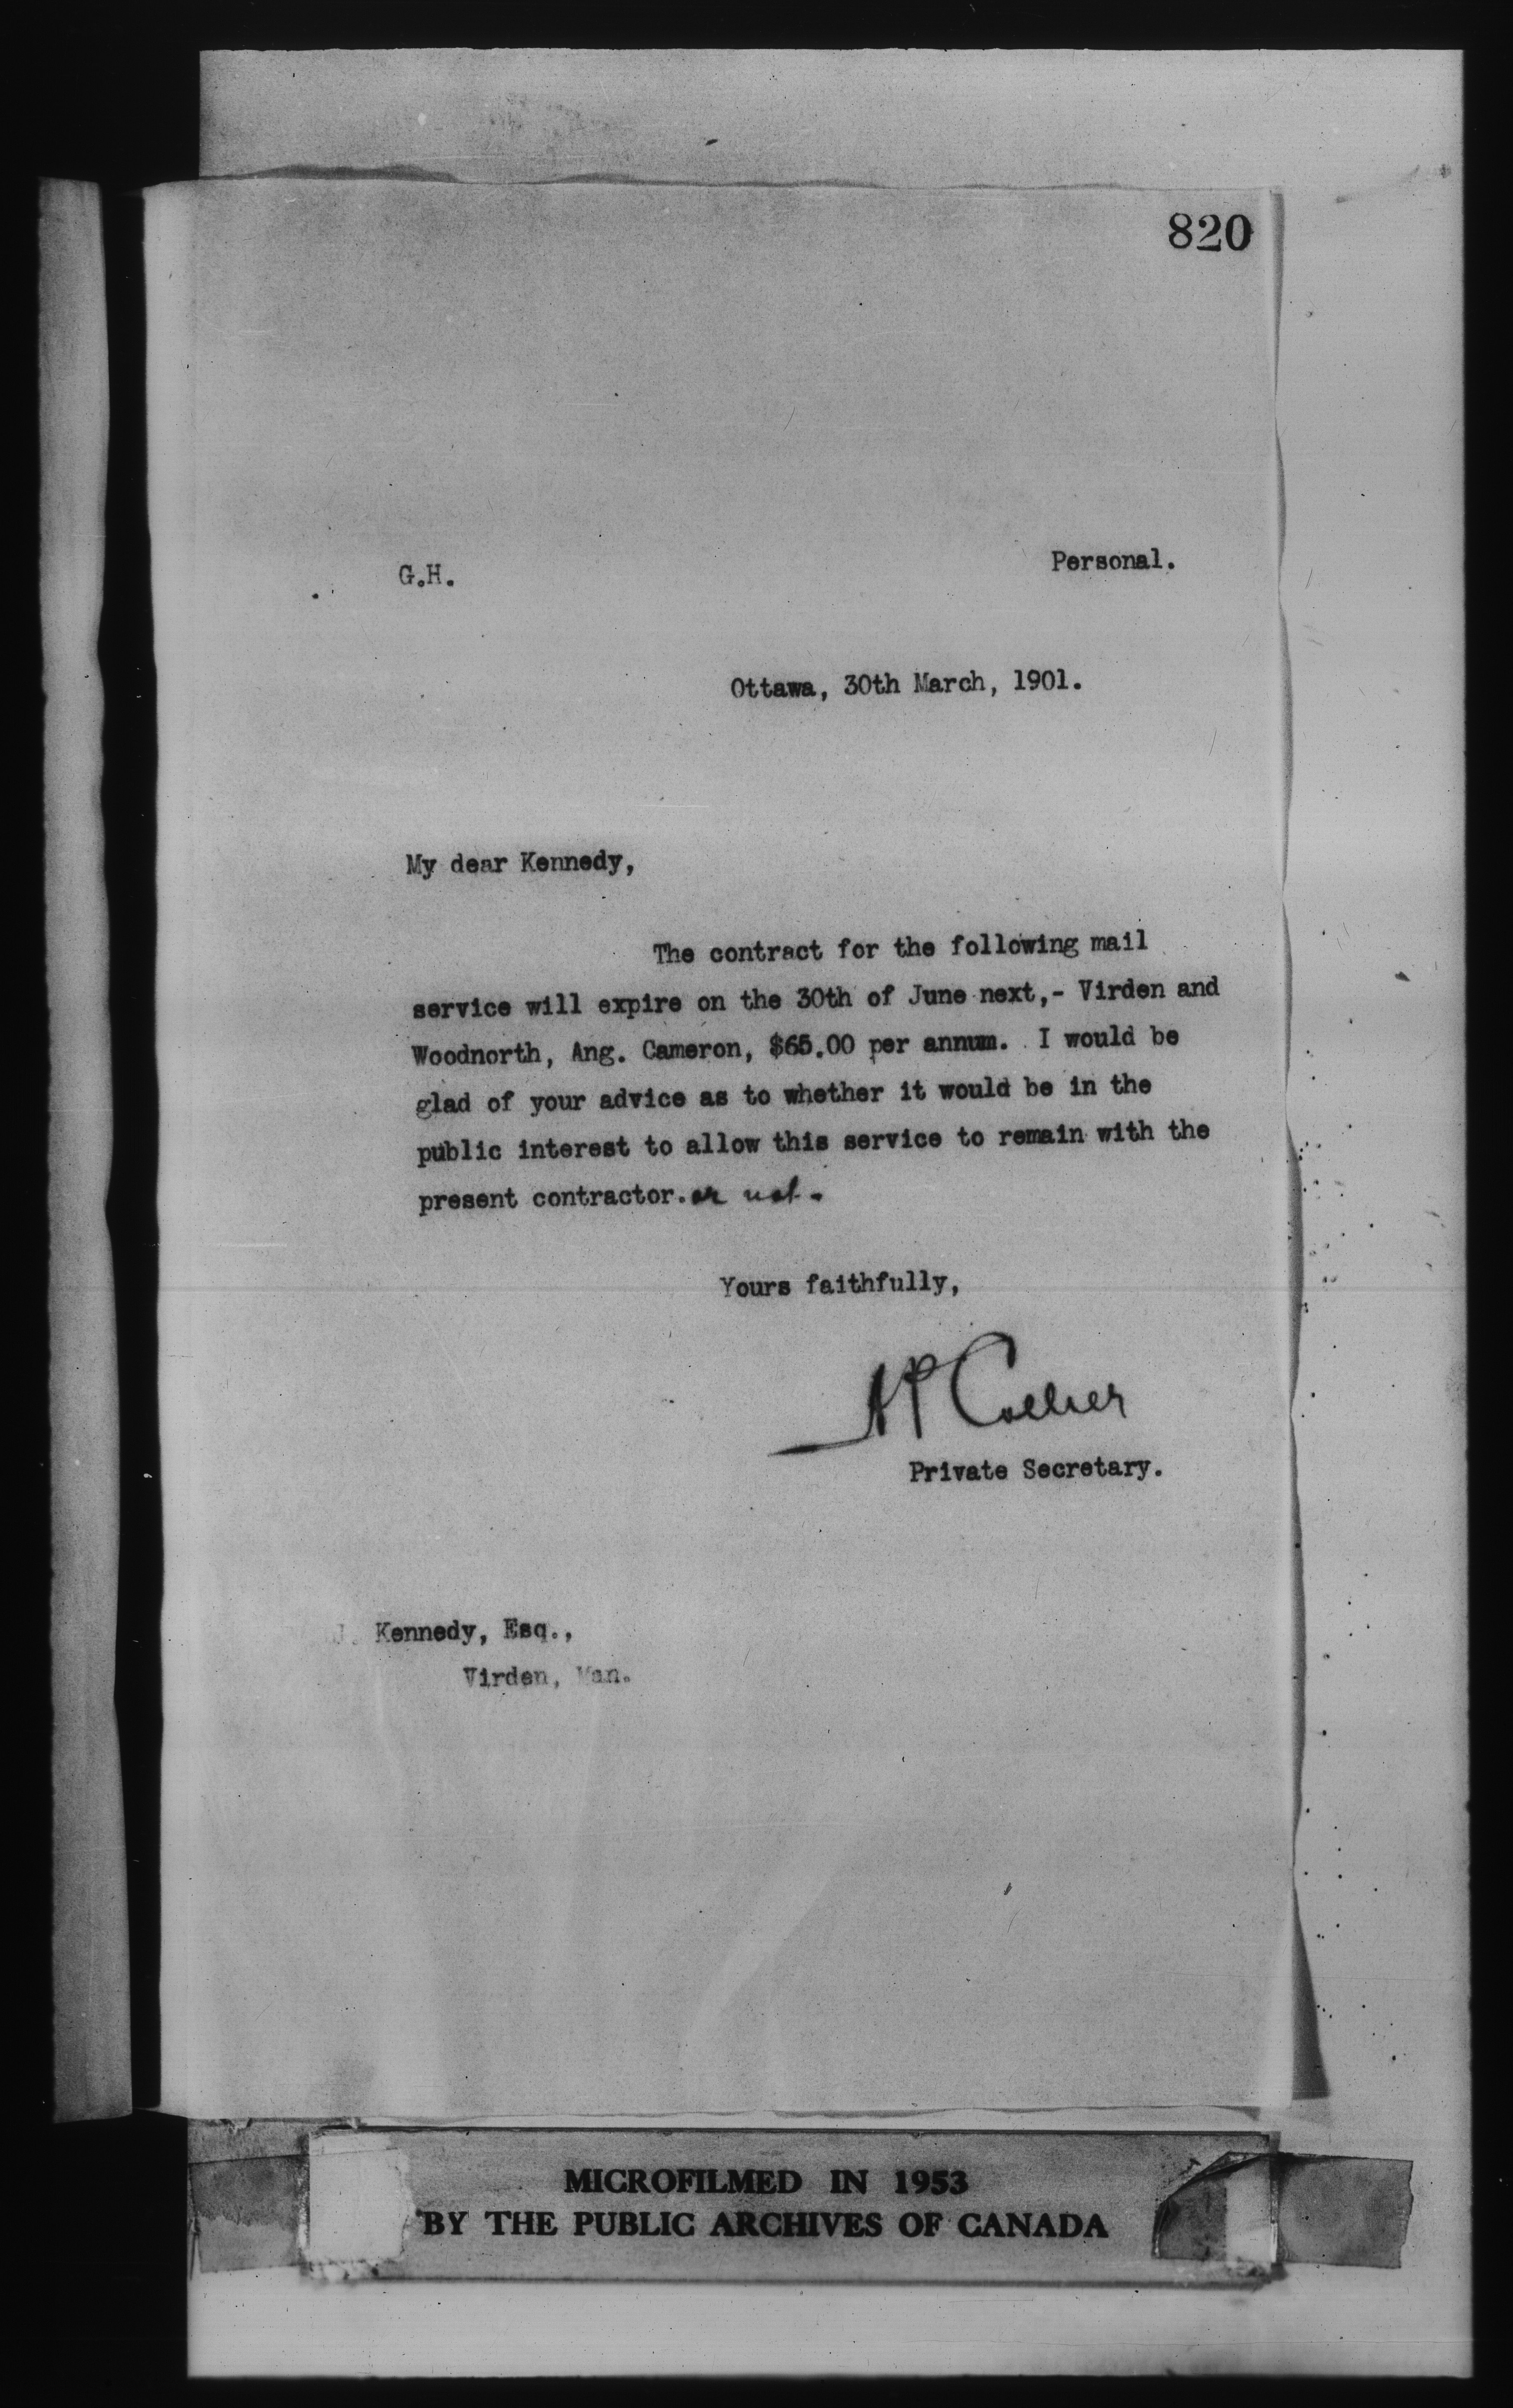 820
G.H.
Personal.
Ottawa, 30th March, 1901.
My dear Kennedy,
The contract for the following mail
service will expire on the 30th of June next,- Virden and
Woodnorth, Ang. Cameron, $65.00 per annum. I would be
glad of your advice as to whether it would be in the
public interest to allow this service to remain with the
present contractor. or not.
Yours faithfully,
AP Collier
Private Secretary.
J. Kennedy, Esq.,
Virden, Man.
MICROFILMED IN 1953
BY THE PUBLIC ARCHIVES OF CANADA